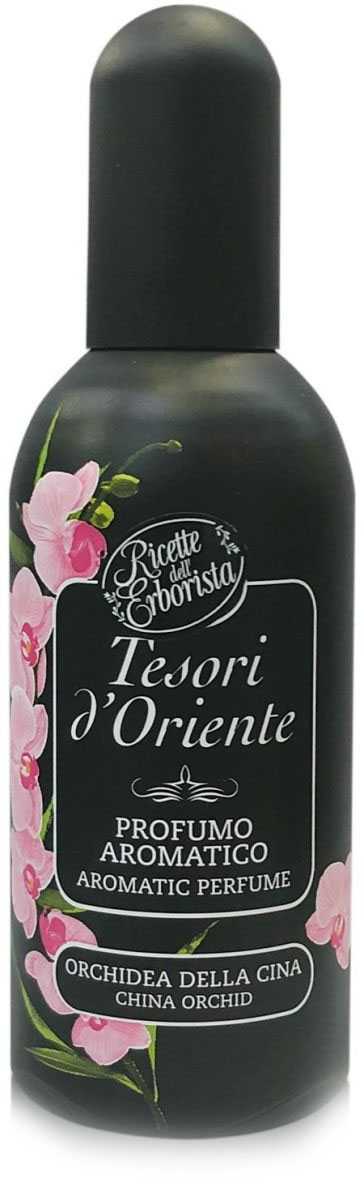 Ricette
dell'
Erborista
Tesori
d'Oriente
PROFUMO
AROMATICO
AROMATIC PERFUME
ORCHIDEA DELLA CINA
CHINA ORCHID